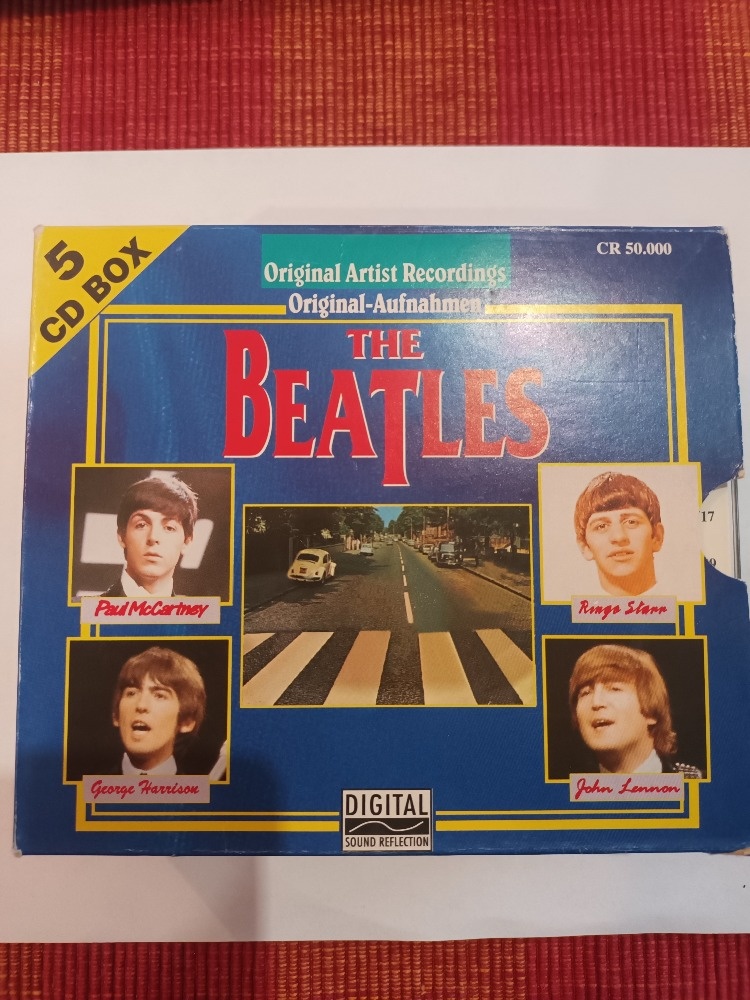 5
CD BOX
Original Artist Recordings
Original-Aufnahmen
CR 50.000
THE
BEATLES
17
Paul McCartney
Ringo Starr
George Harrison
John Lennon
DIGITAL
SOUND REFLECTION